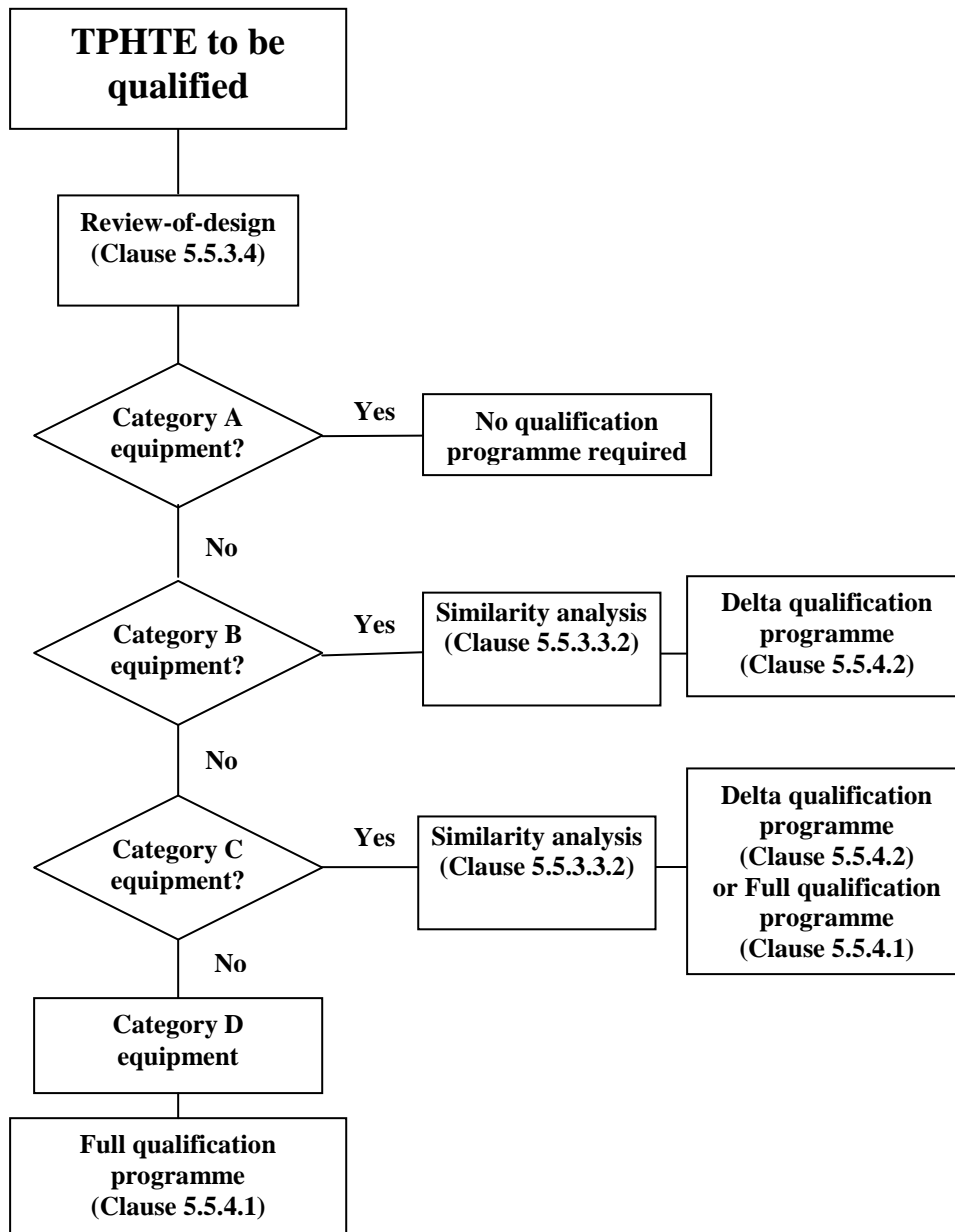 TPHTE to be
qualified
Review-of-design
(Clause 5.5.3.4)
Category A
equipment?
Yes
No qualification
programme required
No
Category B
equipment?
Yes
Similarity analysis
(Clause 5.5.3.3.2)
Delta qualification
programme
(Clause 5.5.4.2)
No
Category C
equipment?
Yes
Similarity analysis
(Clause 5.5.3.3.2)
Delta qualification
programme
(Clause 5.5.4.2)
or Full qualification
programme
(Clause 5.5.4.1)
No
Category D
equipment
Full qualification
programme
(Clause 5.5.4.1)